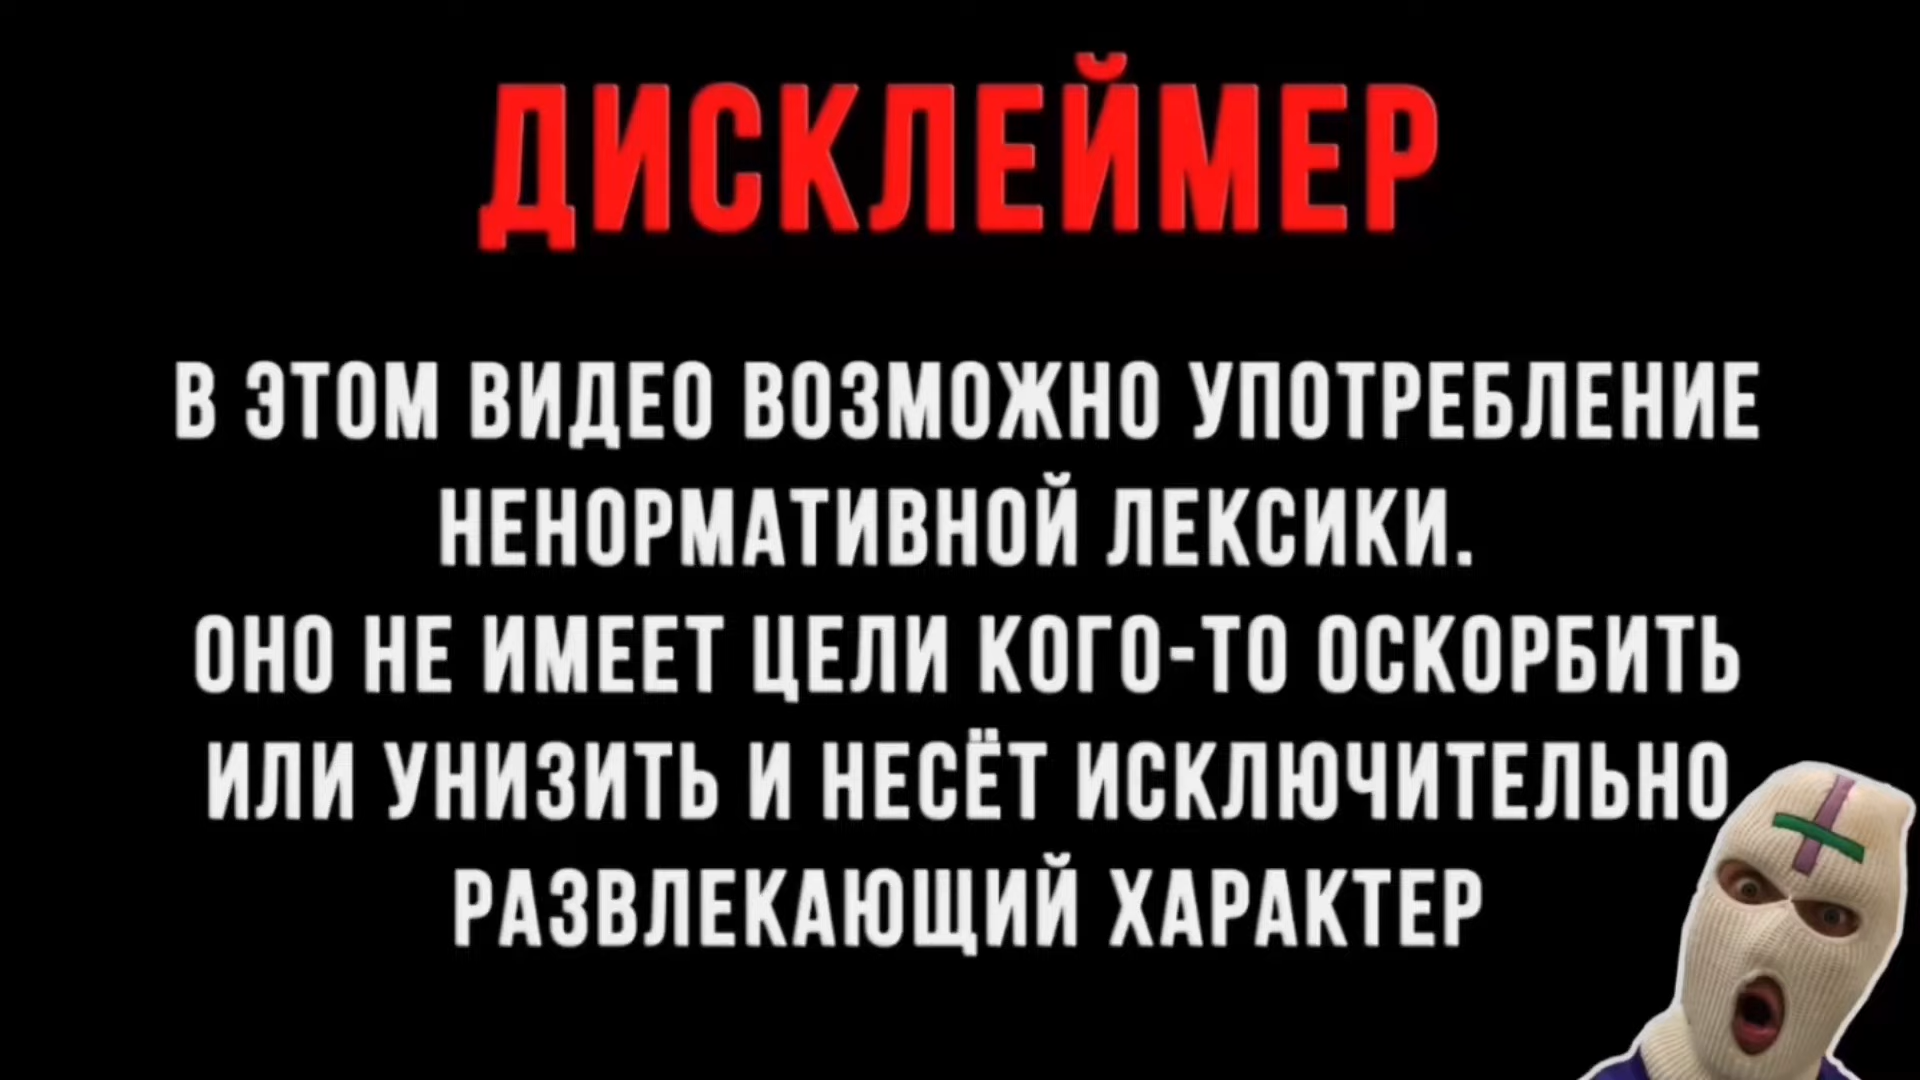 ДИСКЛЕЙМЕР
В ЭТОМ ВИДЕО ВОЗМОЖНО УПОТРЕБЛЕНИЕ
НЕНОРМАТИВНОЙ ЛЕКСИКИ.
ОНО НЕ ИМЕЕТ ЦЕЛИ КОГО-ТО ОСКОРБИТЬ
ИЛИ УНИЗИТЬ И НЕСЁТ ИСКЛЮЧИТЕЛЬНО
РАЗВЛЕКАЮЩИЙ ХАРАКТЕР